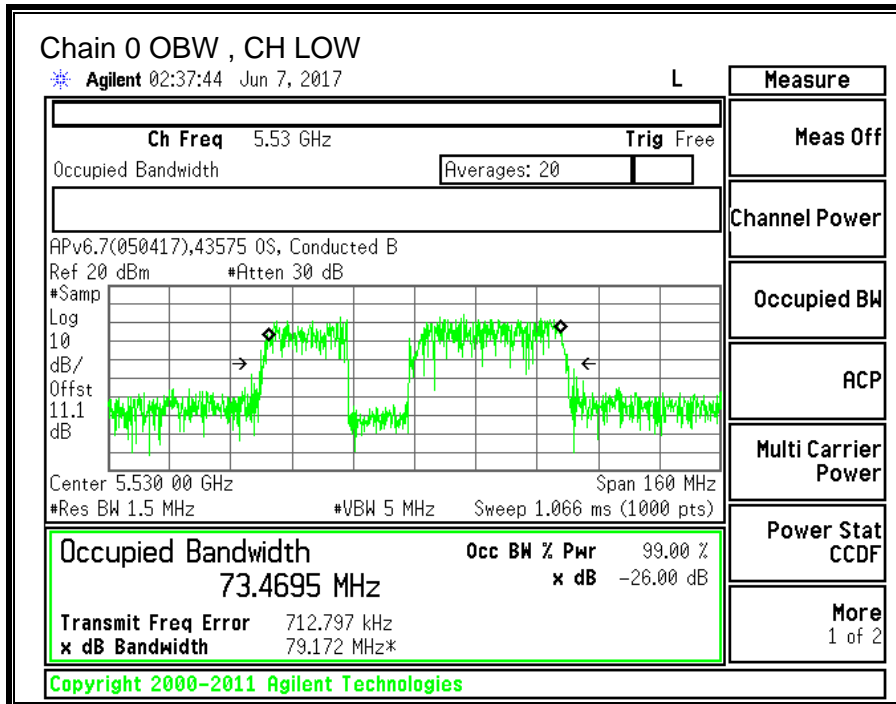 Chain 0 OBW , CH LOW
Agilent 02:37:44 Jun 7, 2017 L
Measure
Ch Freq 5.53 GHz Trig Free
Occupied Bandwidth Averages: 20
APv6.7(050417),43575 OS, Conducted B
Ref 20 dBm #Atten 30 dB
#Samp
Log
10
dB/
Offst
11.1
dB
Center 5.530 00 GHz Span 160 MHz
#Res BW 1.5 MHz #VBW 5 MHz Sweep 1.066 ms (1000 pts)
Occupied Bandwidth Occ BW % Pwr 99.00 %
73.4695 MHz x dB -26.00 dB
Transmit Freq Error 712.797 kHz
x dB Bandwidth 79.172 MHz*
Meas Off
Channel Power
Occupied BW
ACP
Multi Carrier
Power
Power Stat
CCDF
More
1 of 2
Copyright 2000-2011 Agilent Technologies